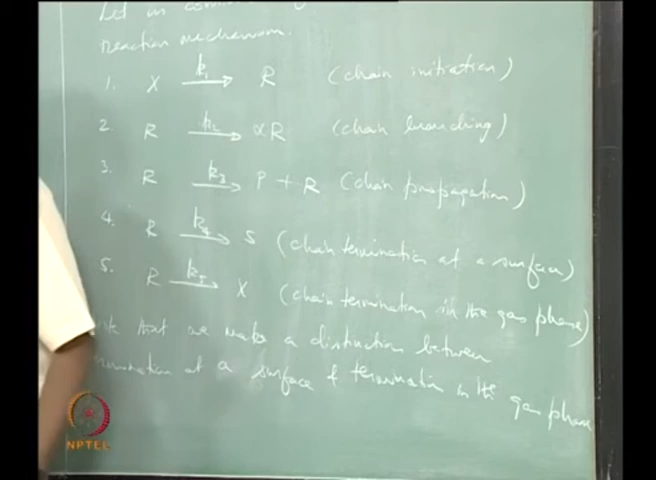 Let us
reaction mechanism.
1. X k₁→ R (chain initiation)
2. R k₂→ αR (chain branching)
3. R k₃→ P + R (chain propagation)
4. R k₄→ S (chain termination at a surface)
5. R k₅→ X (chain termination in the gas phase)
that we make a distinction between
at a surface & termination in the gas phase
NPTEL